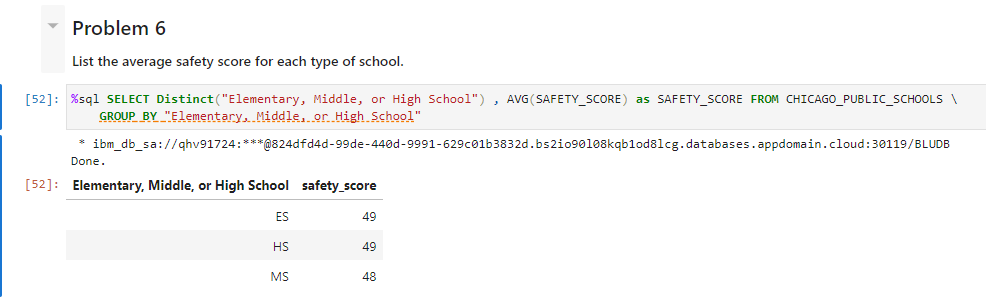 Problem 6
List the average safety score for each type of school.
[52]: %sql SELECT Distinct("Elementary, Middle, or High School") , AVG(SAFETY_SCORE) as SAFETY_SCORE FROM CHICAGO_PUBLIC_SCHOOLS \
GROUP BY "Elementary, Middle, or High School"
* ibm_db_sa://qhv91724:***@824dfd4d-99de-440d-9991-629c01b3832d.bs2io90l08kqb1od8lcg.databases.appdomain.cloud:30119/BLUDB
Done.
[52]: Elementary, Middle, or High School safety_score
ES 49
HS 49
MS 48